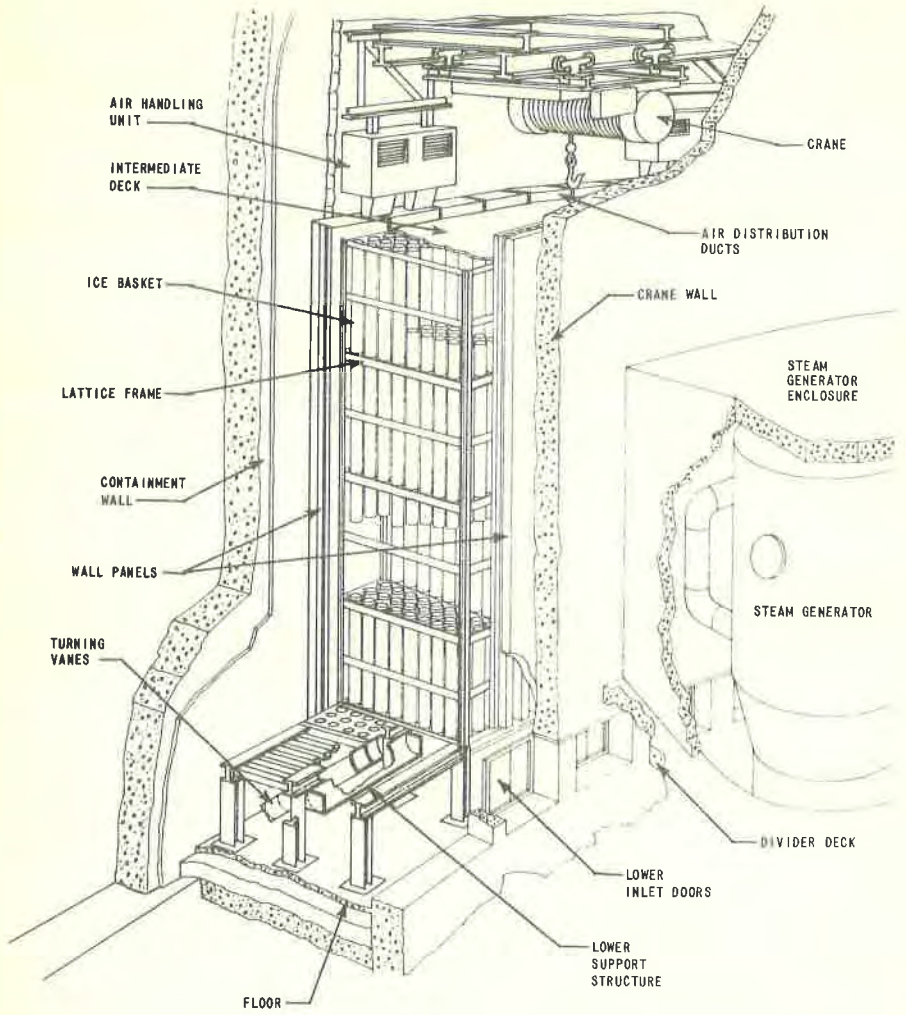 AIR HANDLING
UNIT
CRANE
INTERMEDIATE
DECK
AIR DISTRIBUTION
DUCTS
ICE BASKET
CRANE WALL
STEAM
GENERATOR
ENCLOSURE
LATTICE FRAME
CONTAINMENT
WALL
WALL PANELS
STEAM GENERATOR
TURNING
VANES
DIVIDER DECK
LOWER
INLET DOORS
LOWER
SUPPORT
STRUCTURE
FLOOR